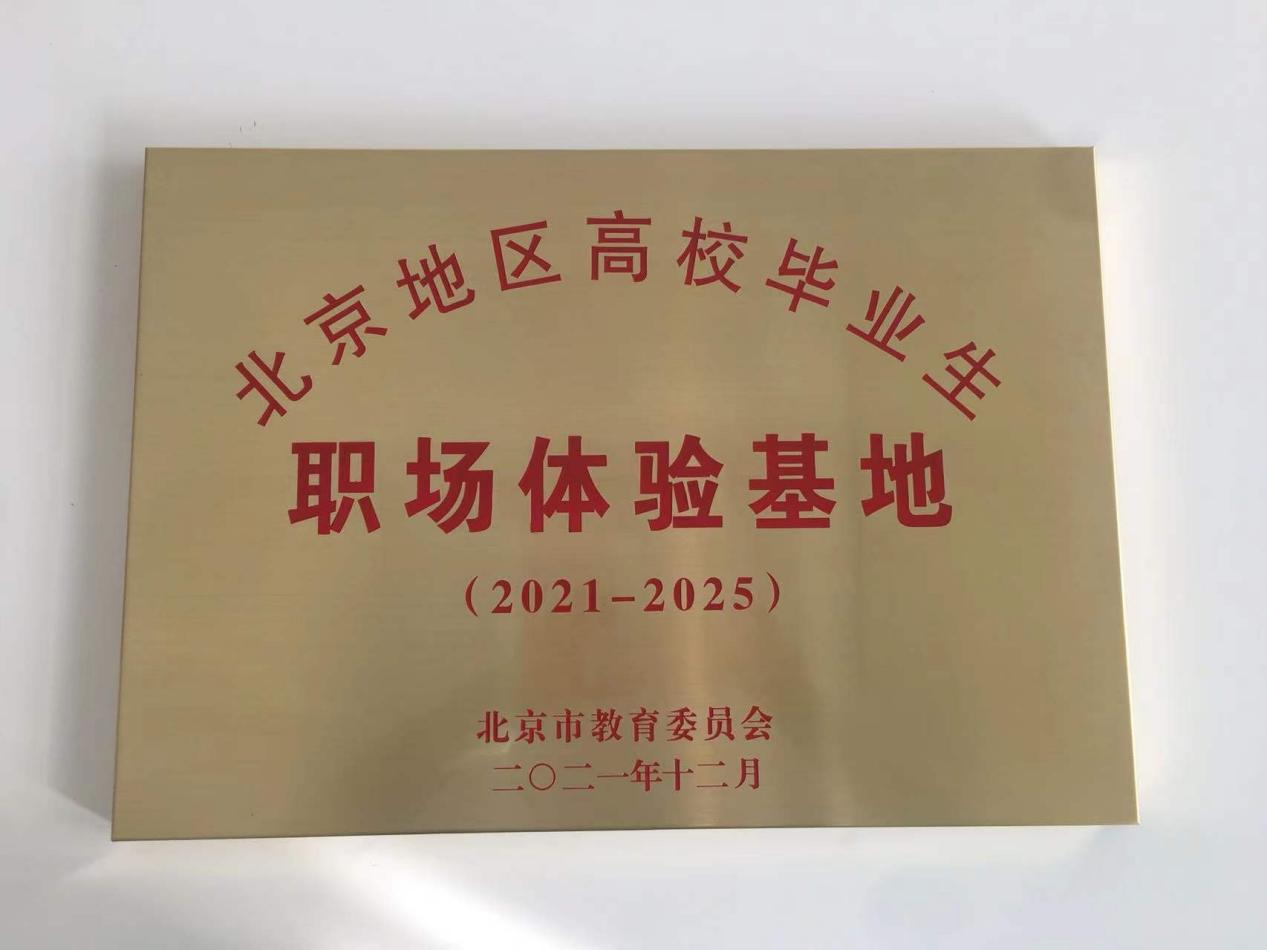 北京地区高校毕业生
职场体验基地
（2021-2025）
北京市教育委员会
二〇二一年十二月